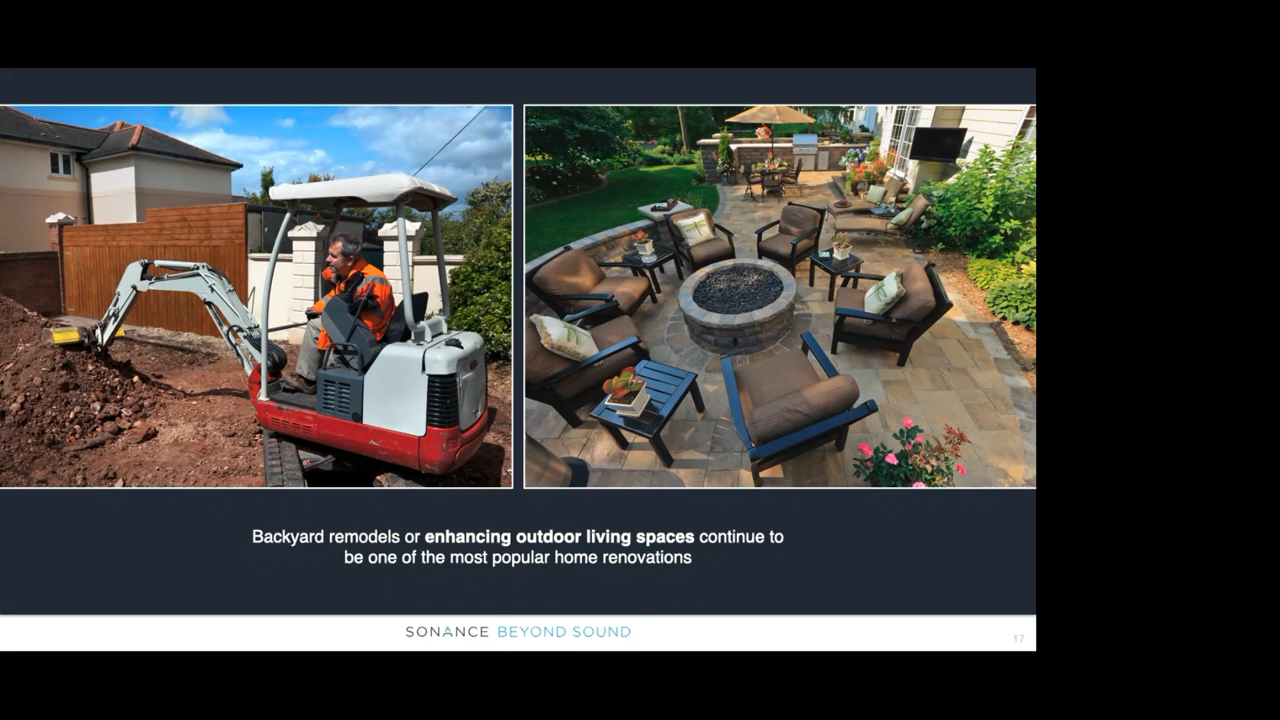 Backyard remodels or enhancing outdoor living spaces continue to
be one of the most popular home renovations
SONANCE BEYOND SOUND
17